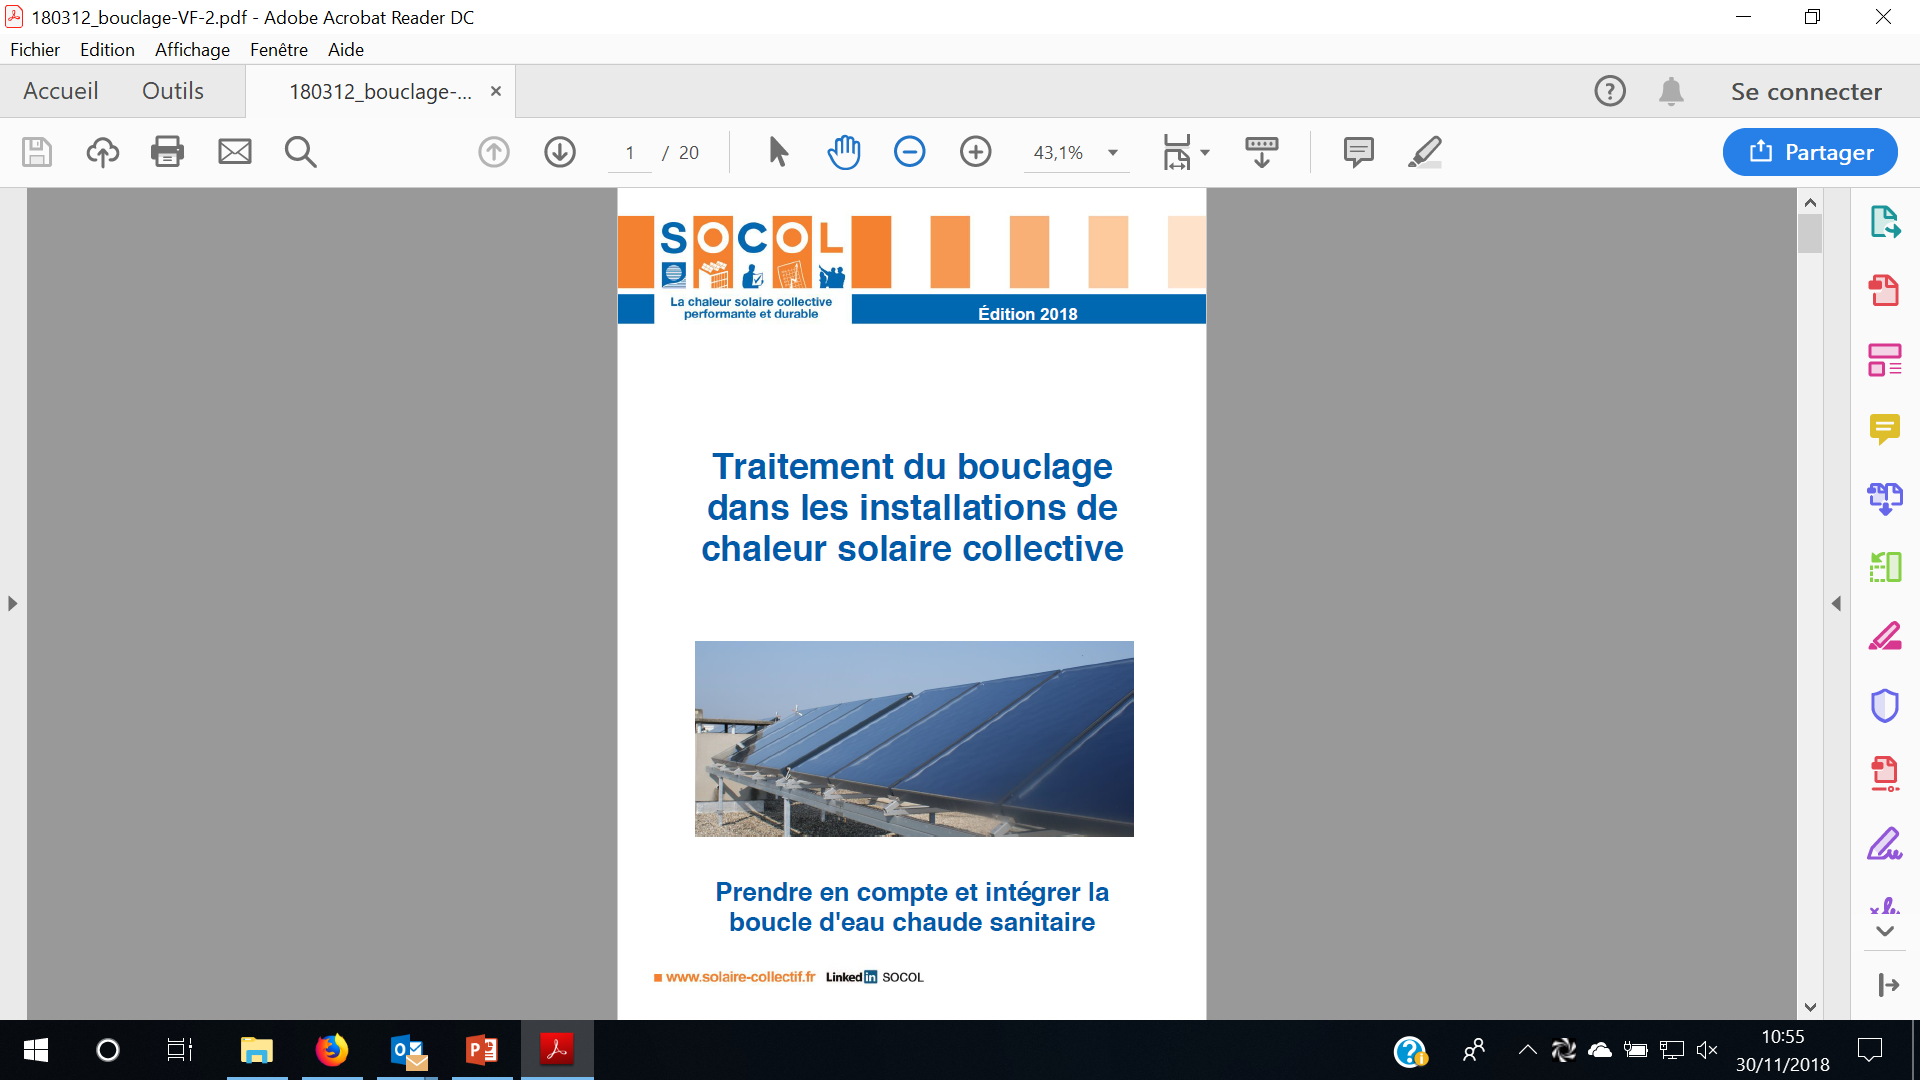 180312_bouclage-VF-2.pdf - Adobe Acrobat Reader DC
Fichier Edition Affichage Fenêtre Aide
Accueil Outils 180312_bouclage-... × Se connecter
1 / 20 43,1% Partager
SOCOL
La chaleur solaire collective
performante et durable
Édition 2018
Traitement du bouclage
dans les installations de
chaleur solaire collective
Prendre en compte et intégrer la
boucle d'eau chaude sanitaire
www.solaire-collectif.fr Linked in SOCOL
10:55
30/11/2018